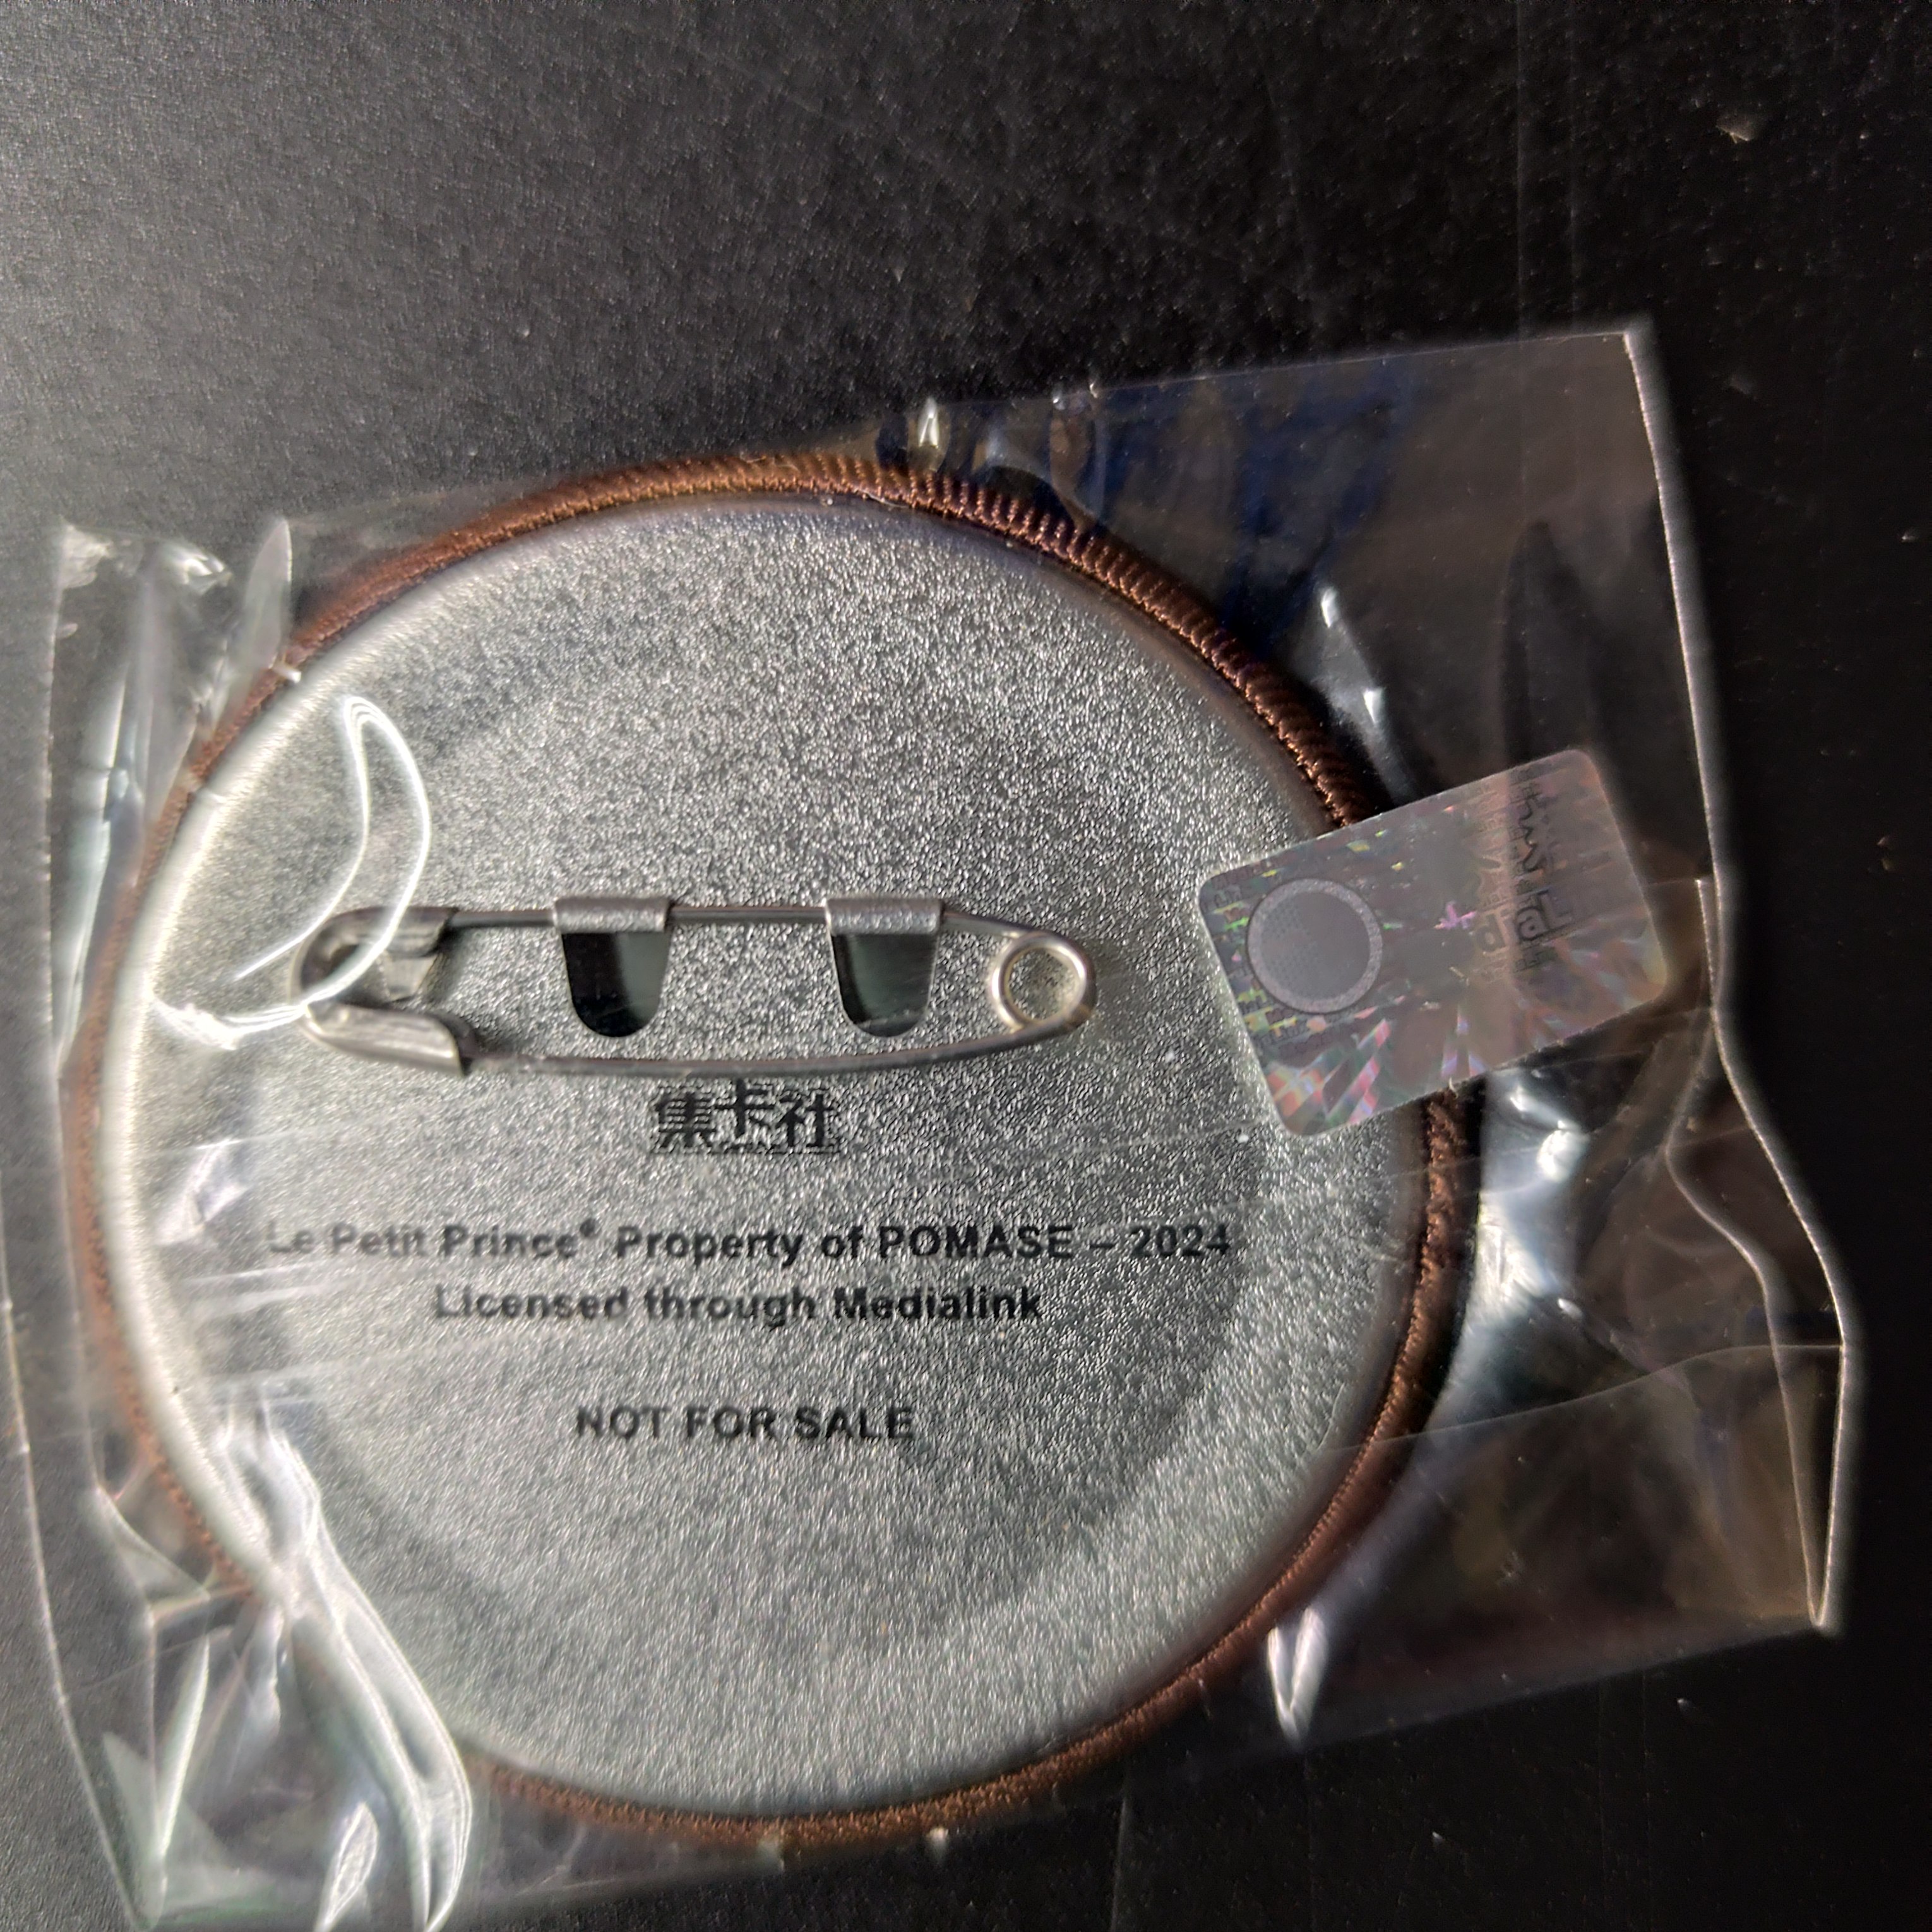 集卡社
Le Petit Prince® Property of POMASE – 2024
Licensed through Medialink
NOT FOR SALE